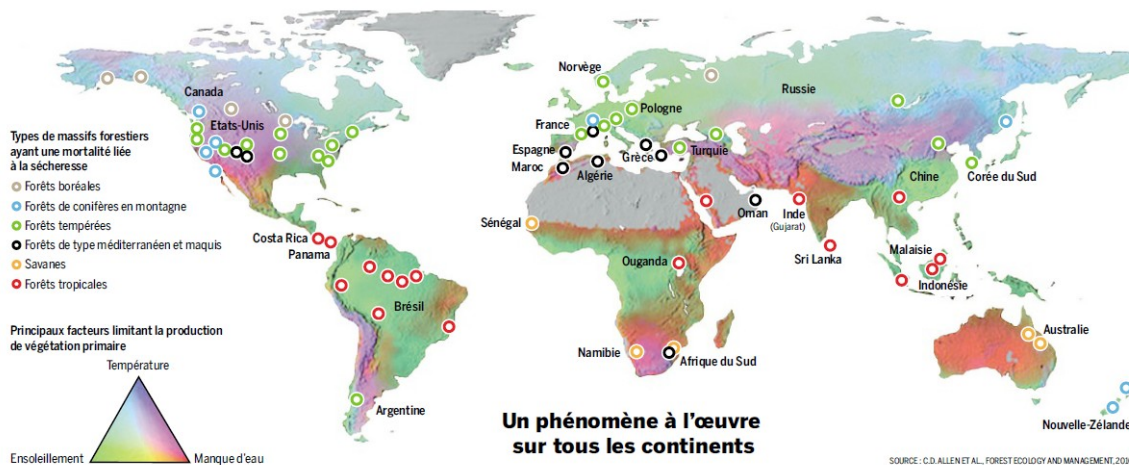 Norvège
Canada
Russie
Pologne
Etats-Unis
France
Types de massifs forestiers
ayant une mortalité liée
à la sécheresse
Forêts boréales
Forêts de conifères en montagne
Forêts tempérées
Forêts de type méditerranéen et maquis
Savanes
Forêts tropicales
Espagne
Grèce
Turquie
Maroc
Algérie
Chine
Corée du Sud
Oman
Inde
(Gujarat)
Sénégal
Costa Rica
Panama
Sri Lanka
Malaisie
Ouganda
Indonésie
Brésil
Principaux facteurs limitant la production
de végétation primaire
Température
Ensoleillement
Manque d'eau
Namibie
Afrique du Sud
Australie
Argentine
Nouvelle-Zélande
Un phénomène à l'œuvre
sur tous les continents
SOURCE : C.D. ALLEN ET AL., FOREST ECOLOGY AND MANAGEMENT,